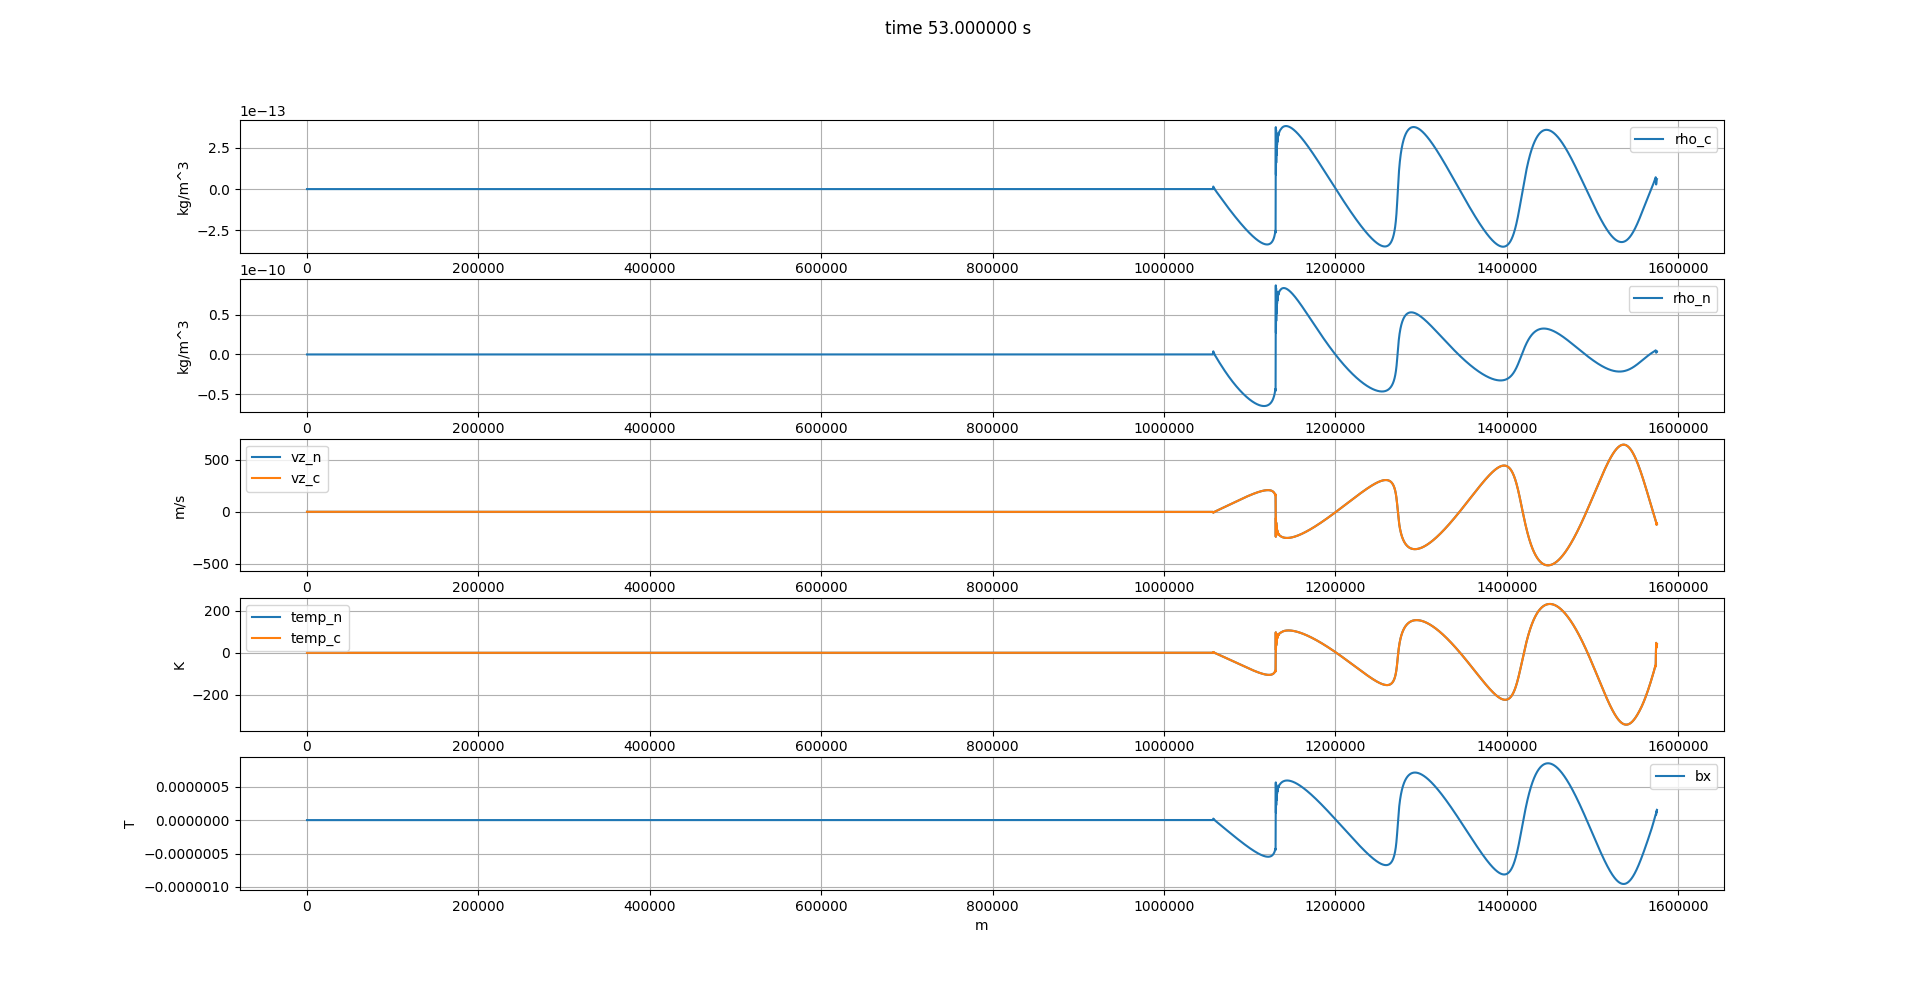 time 53.000000 s
1e−13
2.5
0.0
−2.5
kg/m^3
rho_c
0 200000 400000 600000 800000 1000000 1200000 1400000 1600000
1e−10
0.5
0.0
−0.5
kg/m^3
rho_n
0 200000 400000 600000 800000 1000000 1200000 1400000 1600000
500
0
−500
m/s
vz_n
vz_c
0 200000 400000 600000 800000 1000000 1200000 1400000 1600000
200
0
−200
K
temp_n
temp_c
0 200000 400000 600000 800000 1000000 1200000 1400000 1600000
0.0000005
0.0000000
−0.0000005
−0.0000010
T
bx
0 200000 400000 600000 800000 1000000 1200000 1400000 1600000
m